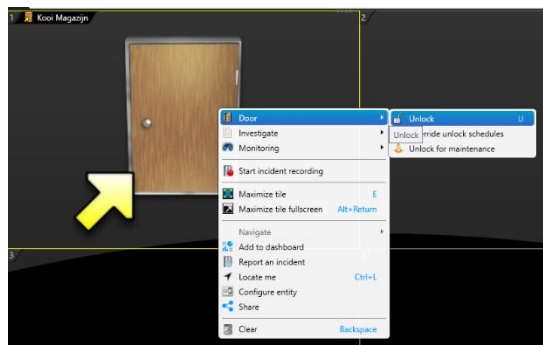 1 Kooi Magazijn
2
Door
Unlock U
Investigate
Unlock
ride unlock schedules
Monitoring
Unlock for maintenance
Start incident recording
Maximize tile E
Maximize tile fullscreen Alt+Return
Navigate
3
Add to dashboard
Report an incident
Locate me Ctrl+L
Configure entity
Share
Clear Backspace